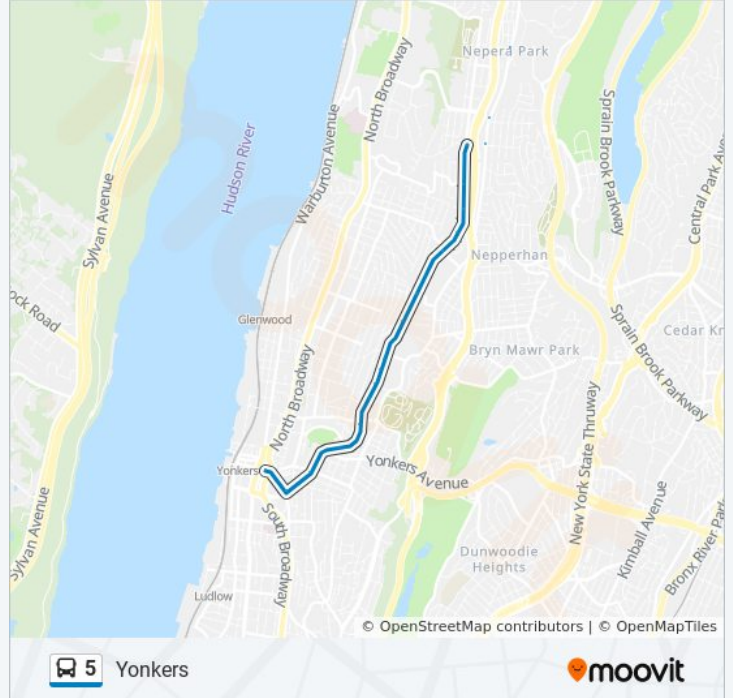 Nepera Park
North Broadway
Warburton Avenue
Hudson River
Sprain Brook Parkway
Central Park Ave
Sylvan Avenue
Nepperhan
ock Road
Glenwood
Sprain Brook Parkway
Cedar Kn
Bryn Mawr Park
North Broadway
New York State Thruway
Yonkers
Yonkers Avenue
Sylvan Avenue
South Broadway
Kimball Avenue
Bronx River Park
Dunwoodie
Heights
Ludlow
© OpenStreetMap contributors | © OpenMapTiles
5 Yonkers
moovit